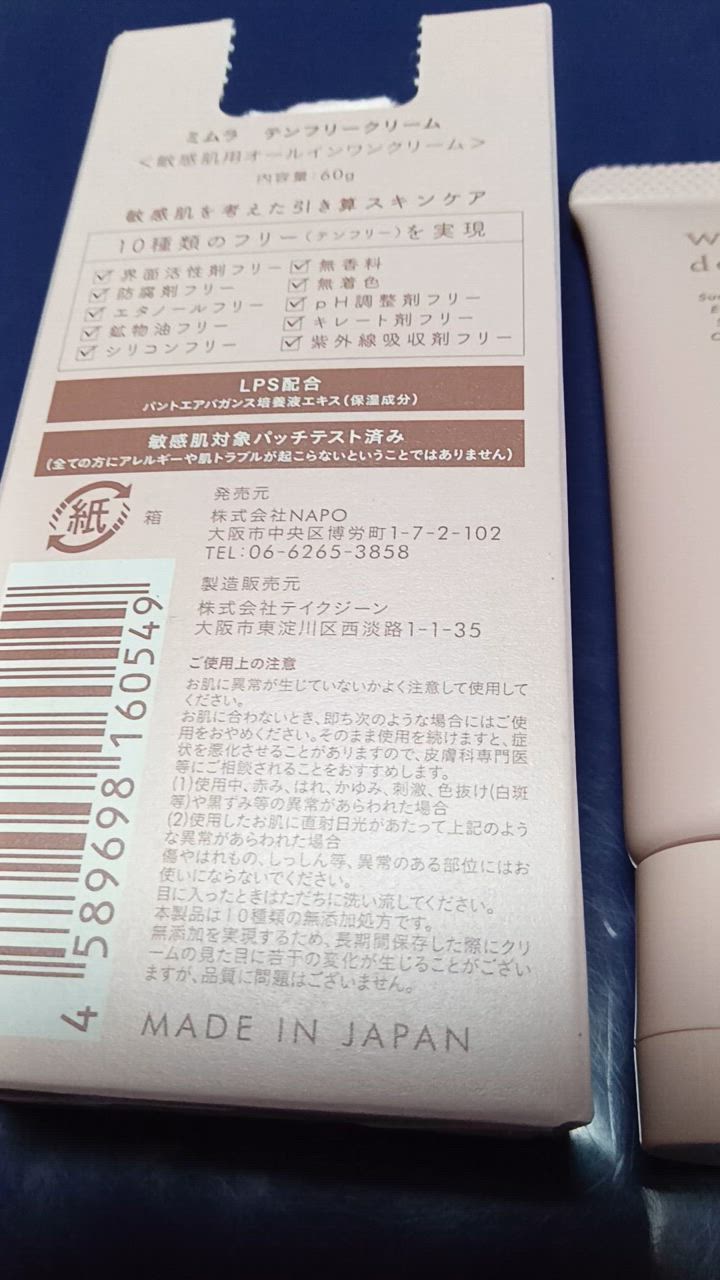 ミムラ テンフリークリーム
<敏感肌用オールインワンクリーム>
内容量:60g
敏感肌を考えた引き算スキンケア
10種類のフリー(テンフリー)を実現
界面活性剤フリー
防腐剤フリー
エタノールフリー
鉱物油フリー
シリコンフリー
無香料
無着色
pH調整剤フリー
キレート剤フリー
紫外線吸収剤フリー
LPS配合
パントエアバガンス培養液エキス(保湿成分)
敏感肌対象パッチテスト済み
(全ての方にアレルギーや肌トラブルが起こらないということではありません)
紙
箱
発売元
株式会社NAPO
大阪市中央区博労町1-7-2-102
TEL:06-6265-3858
製造販売元
株式会社テイクジーン
大阪市東淀川区西淡路1-1-35
ご使用上の注意
お肌に異常が生じていないかよく注意して使用して
ください。
お肌に合わないとき、即ち次のような場合にはご使
用をおやめください。そのまま使用を続けますと、症
状を悪化させることがありますので、皮膚科専門医
等にご相談されることをおすすめします。
(1)使用中、赤み、はれ、かゆみ、刺激、色抜け(白斑
等)や黒ずみ等の異常があらわれた場合
(2)使用したお肌に直射日光があたって上記のよう
な異常があらわれた場合
傷やはれもの、しっしん等、異常のある部位にはお
使いにならないでください。
目に入ったときはただちに洗い流してください。
本製品は10種類の無添加処方です。
無添加を実現するため、長期間保存した際にクリ
ームの見た目に若干の変化が生じることがござい
ますが、品質に問題はございません。
MADE IN JAPAN
4 589698 160549